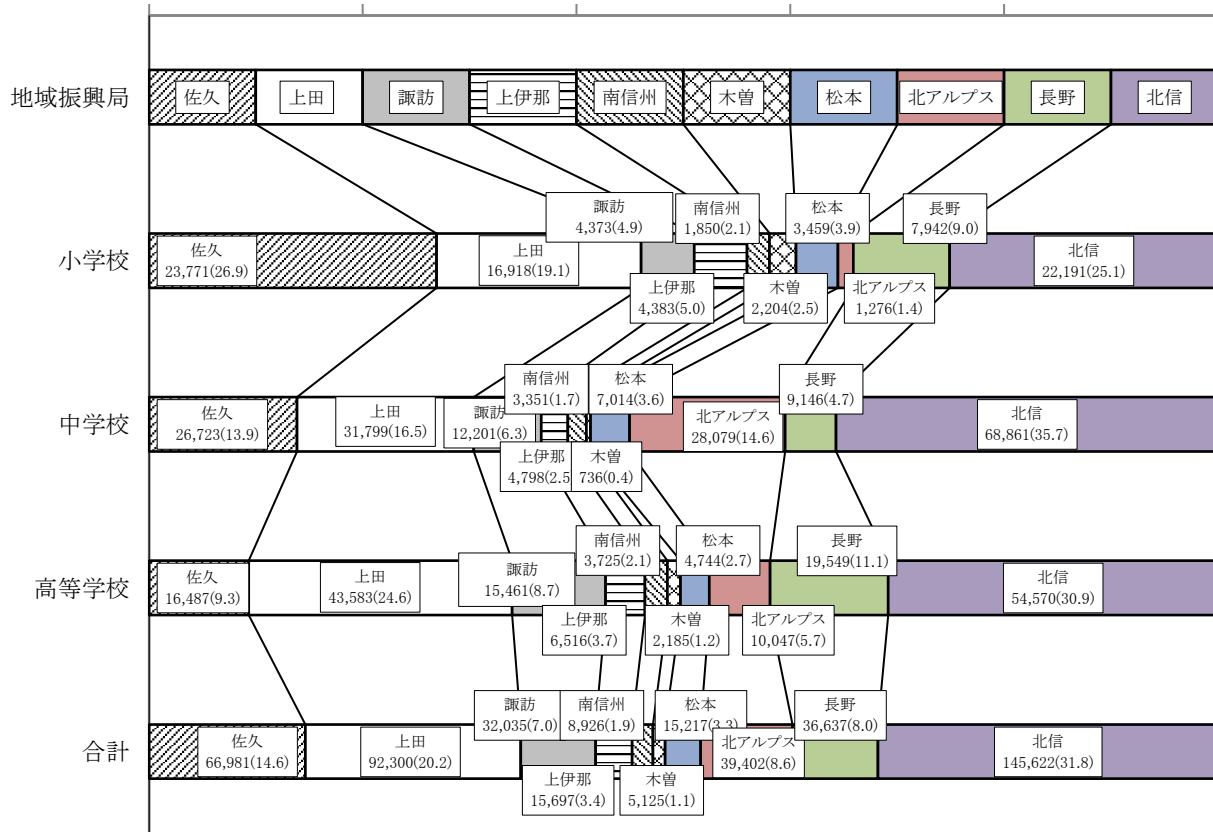 地域振興局
佐久
上田
諏訪
上伊那
南信州
木曽
松本
北アルプス
長野
北信
小学校
佐久
23,771(26.9)
上田
16,918(19.1)
諏訪
4,373(4.9)
上伊那
4,383(5.0)
南信州
1,850(2.1)
木曽
2,204(2.5)
松本
3,459(3.9)
北アルプス
1,276(1.4)
長野
7,942(9.0)
北信
22,191(25.1)
中学校
佐久
26,723(13.9)
上田
31,799(16.5)
諏訪
12,201(6.3)
上伊那
4,798(2.5
南信州
3,351(1.7)
木曽
736(0.4)
松本
7,014(3.6)
北アルプス
28,079(14.6)
長野
9,146(4.7)
北信
68,861(35.7)
高等学校
佐久
16,487(9.3)
上田
43,583(24.6)
諏訪
15,461(8.7)
上伊那
6,516(3.7)
南信州
3,725(2.1)
木曽
2,185(1.2)
松本
4,744(2.7)
北アルプス
10,047(5.7)
長野
19,549(11.1)
北信
54,570(30.9)
合計
佐久
66,981(14.6)
上田
92,300(20.2)
諏訪
32,035(7.0)
上伊那
15,697(3.4)
南信州
8,926(1.9)
木曽
5,125(1.1)
松本
15,217(3.3)
北アルプス
39,402(8.6)
長野
36,637(8.0)
北信
145,622(31.8)